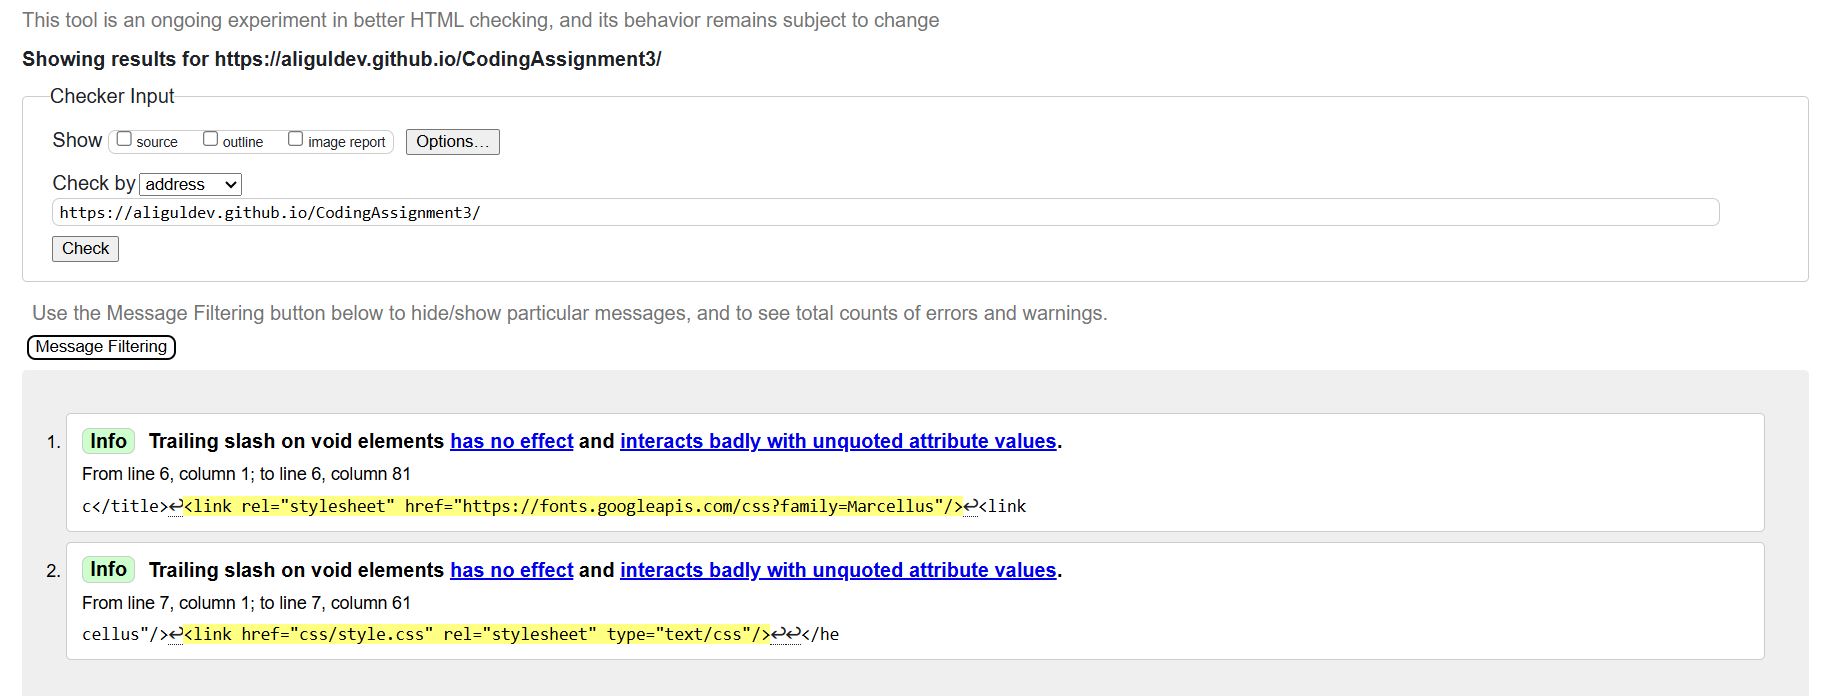 This tool is an ongoing experiment in better HTML checking, and its behavior remains subject to change
Showing results for https://aliguldev.github.io/CodingAssignment3/
Checker Input
Show source outline image report Options…
Check by address
https://aliguldev.github.io/CodingAssignment3/
Check
Use the Message Filtering button below to hide/show particular messages, and to see total counts of errors and warnings.
Message Filtering
1. Info Trailing slash on void elements has no effect and interacts badly with unquoted attribute values.
From line 6, column 1; to line 6, column 81
c</title>↩<link rel="stylesheet" href="https://fonts.googleapis.com/css?family=Marcellus"/>↩<link
2. Info Trailing slash on void elements has no effect and interacts badly with unquoted attribute values.
From line 7, column 1; to line 7, column 61
cellus"/>↩<link href="css/style.css" rel="stylesheet" type="text/css"/>↩↩</he